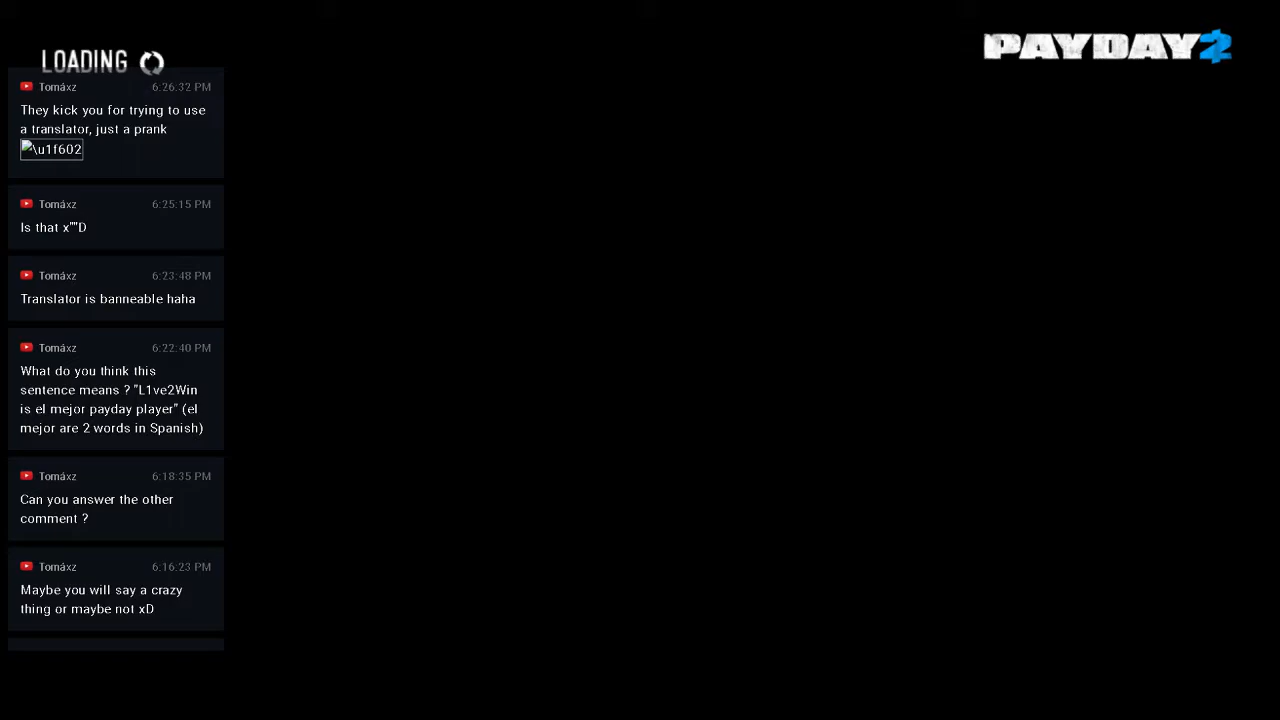 LOADING
PAYDAY 2
Tomáxz 6:26:32 PM
They kick you for trying to use
a translator, just a prank
\u1f602
Tomáxz 6:25:15 PM
Is that x""D
Tomáxz 6:23:48 PM
Translator is banneable haha
Tomáxz 6:22:40 PM
What do you think this
sentence means ? "L1ve2Win
is el mejor payday player" (el
mejor are 2 words in Spanish)
Tomáxz 6:18:35 PM
Can you answer the other
comment ?
Tomáxz 6:16:23 PM
Maybe you will say a crazy
thing or maybe not xD